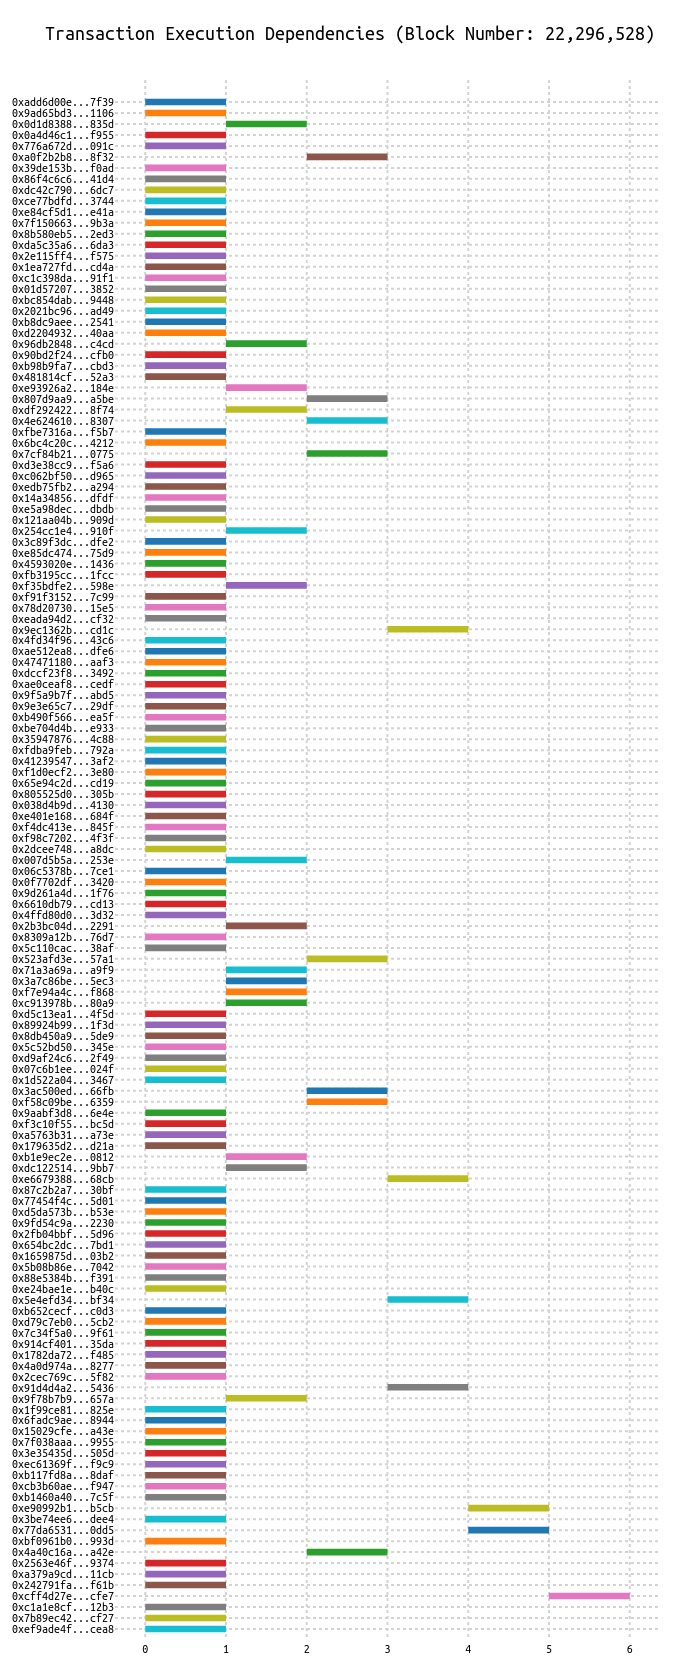 Transaction Execution Dependencies (Block Number: 22,296,528)
0xadd6d00e...7f39
0x9ad65bd3...1106
0x0d1d8388...835d
0x0a4d46c1...f955
0x776a672d...091c
0xa0f2b2b8...8f32
0x39de153b...f0ad
0x86f4c6c6...41d4
0xdc42c790...6dc7
0xce77bdfd...3744
0xe84cf5d1...e41a
0x7f150663...9b3a
0x8b580eb5...2ed3
0xda5c35a6...6da3
0x2e115ff4...f575
0x1ea727fd...cd4a
0xc1c398da...91f1
0x01d57207...3852
0xbc854dab...9448
0x2021bc96...ad49
0xb8dc9aee...2541
0xd2204932...40aa
0x96db2848...c4cd
0x90bd2f24...cfb0
0xb98b9fa7...cbd3
0x481814cf...52a3
0xe93926a2...184e
0x807d9aa9...a5be
0xdf292422...8f74
0x4e624610...8307
0xfbe7316a...f5b7
0x6bc4c20c...4212
0x7cf84b21...0775
0xd3e38cc9...f5a6
0xc062bf50...d965
0xedb75fb2...a294
0x14a34856...dfdf
0xe5a98dec...dbdb
0x121aa04b...909d
0x254cc1e4...910f
0x3c89f3dc...dfe2
0xe85dc474...75d9
0x4593020e...1436
0xfb3195cc...1fcc
0xf35bdfe2...598e
0xf91f3152...7c99
0x78d20730...15e5
0xeada94d2...cf32
0x9ec1362b...cd1c
0x4fd34f96...43c6
0xae512ea8...dfe6
0x47471180...aaf3
0xdccf23f8...3492
0xae0ceaf8...cedf
0x9f5a9b7f...abd5
0x9e3e65c7...29df
0xb490f566...ea5f
0xbe704d4b...e933
0x35947876...4c88
0xfdba9feb...792a
0x41239547...3af2
0xf1d0ecf2...3e80
0x65e94c2d...cd19
0x805525d0...305b
0x038d4b9d...4130
0xe401e168...684f
0xf4dc413e...845f
0xf98c7202...4f3f
0x2dcee748...a8dc
0x007d5b5a...253e
0x06c5378b...7ce1
0x0f7702df...3420
0x9d261a4d...1f76
0x6610db79...cd13
0x4ffd80d0...3d32
0x2b3bc04d...2291
0x8309a12b...76d7
0x5c110cac...38af
0x523afd3e...57a1
0x71a3a69a...a9f9
0x3a7c86be...5ec3
0xf7e94a4c...f868
0xc913978b...80a9
0xd5c13ea1...4f5d
0x89924b99...1f3d
0x8db450a9...5de9
0x5c52bd50...345e
0xd9af24c6...2f49
0x07c6b1ee...024f
0x1d522a04...3467
0x3ac500ed...66fb
0xf58c09be...6359
0x9aabf3d8...6e4e
0xf3c10f55...bc5d
0xa5763b31...a73e
0x179635d2...d21a
0xb1e9ec2e...0812
0xdc122514...9bb7
0xe6679388...68cb
0x87c2b2a7...30bf
0x77454f4c...5d01
0xd5da573b...b53e
0x9fd54c9a...2230
0x2fb04bbf...5d96
0x654bc2dc...7bd1
0x1659875d...03b2
0x5b08b86e...7042
0x88e5384b...f391
0xe24bae1e...b40c
0x5e4efd34...bf34
0xb652cecf...c0d3
0xd79c7eb0...5cb2
0x7c34f5a0...9f61
0x914cf401...35da
0x1782da72...f485
0x4a0d974a...8277
0x2cec769c...5f82
0x91d4d4a2...5436
0x9f78b7b9...657a
0x1f99ce81...825e
0x6fadc9ae...8944
0x15029cfe...a43e
0x7f038aaa...9955
0x3e35435d...505d
0xec61369f...f9c9
0xb117fd8a...8daf
0xcb3b60ae...f947
0xb1460a40...7c5f
0xe90992b1...b5cb
0x3be74ee6...dee4
0x77da6531...0dd5
0xbf0961b0...993d
0x4a40c16a...a42e
0x2563e46f...9374
0xa379a9cd...11cb
0x242791fa...f61b
0xcff4d27e...cfe7
0xc1a1e8cf...12b3
0x7b89ec42...cf27
0xef9ade4f...cea8
0 1 2 3 4 5 6